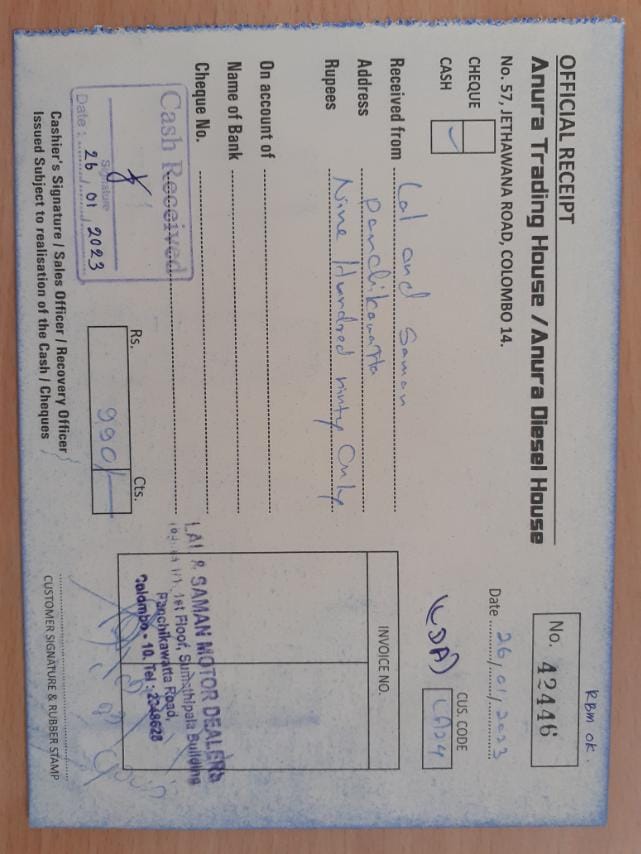 RBM OK.
OFFICIAL RECEIPT
No. 42446
Anura Trading House / Anura Diesel House
No. 57, JETHAWANA ROAD, COLOMBO 14.
Date 26/01/2023
CHEQUE
CASH ✓
CUS. CODE
LA24
Received from Lal and Saman
Address Panchikawatta
Rupees Nine Hundred ninty Only
INVOICE NO.
On account of
Name of Bank
Cheque No.
Cash Received
Signature
Date : 26/01/2023
Rs. Cts.
990/-
LAL & SAMAN MOTOR DEALERS
1st Floor, Sumathipala Building
Panchikawatta Road,
Colombo - 10. Tel : 2348628
Cashier's Signature / Sales Officer / Recovery Officer
Issued Subject to realisation of the Cash / Cheques
CUSTOMER SIGNATURE & RUBBER STAMP